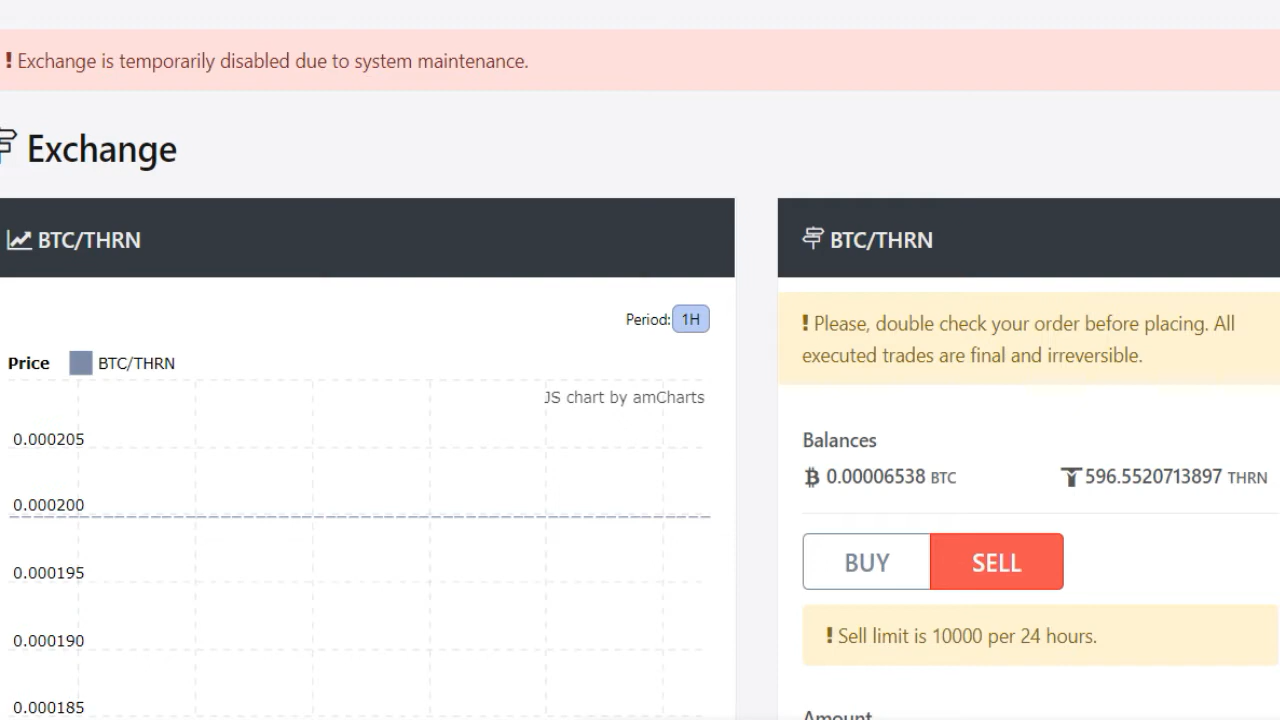 ! Exchange is temporarily disabled due to system maintenance.
Exchange
BTC/THRN
Period: 1H
Price BTC/THRN
JS chart by amCharts
0.000205
0.000200
0.000195
0.000190
0.000185
BTC/THRN
! Please, double check your order before placing. All
executed trades are final and irreversible.
Balances
0.00006538 BTC
596.5520713897 THRN
BUY
SELL
! Sell limit is 10000 per 24 hours.
Amount